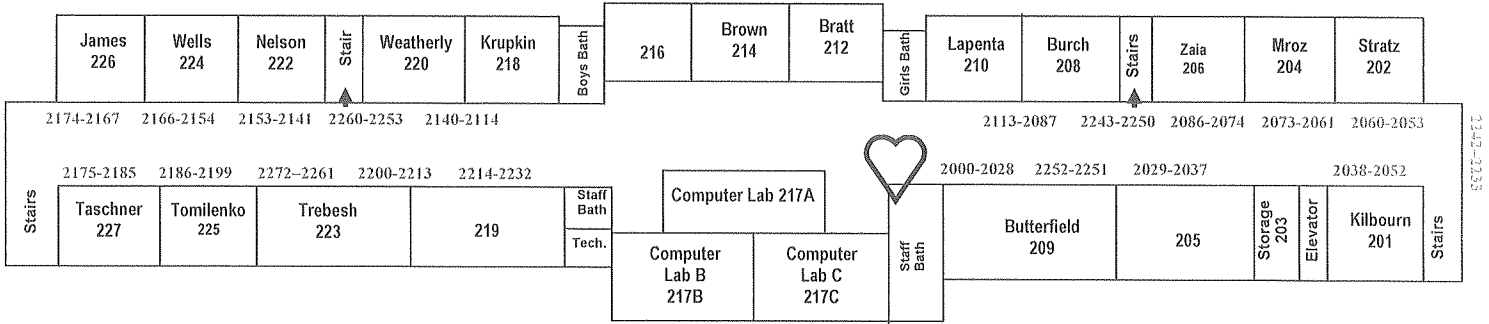 James
226
Wells
224
Nelson
222
Stair
Weatherly
220
Krupkin
218
Boys Bath
216
Brown
214
Bratt
212
Girls Bath
Lapenta
210
Burch
208
Stairs
Zaia
206
Mroz
204
Stratz
202
2174-2167
2166-2154
2153-2141
2260-2253
2140-2114
2113-2087
2243-2250
2086-2074
2073-2061
2060-2053
2242-2233
2175-2185
2186-2199
2272-2261
2200-2213
2214-2232
2000-2028
2252-2251
2029-2037
2038-2052
Stairs
Taschner
227
Tomilenko
225
Trebesh
223
219
Staff
Bath
Tech.
Computer Lab 217A
Computer
Lab B
217B
Computer
Lab C
217C
Staff
Bath
Butterfield
209
205
Storage
203
Elevator
Kilbourn
201
Stairs